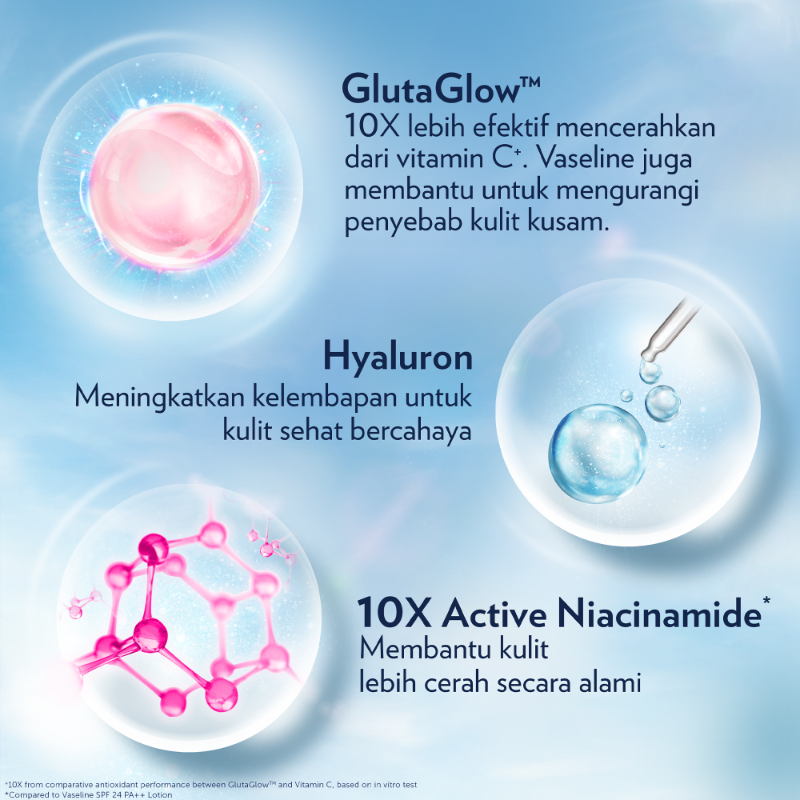 GlutaGlow™
10X lebih efektif mencerahkan
dari vitamin C⁺. Vaseline juga
membantu untuk mengurangi
penyebab kulit kusam.
Hyaluron
Meningkatkan kelembapan untuk
kulit sehat bercahaya
10X Active Niacinamide*
Membantu kulit
lebih cerah secara alami
⁺10X from comparative antioxidant performance between GlutaGlow™ and Vitamin C, based on in vitro test
*Compared to Vaseline SPF 24 PA++ Lotion